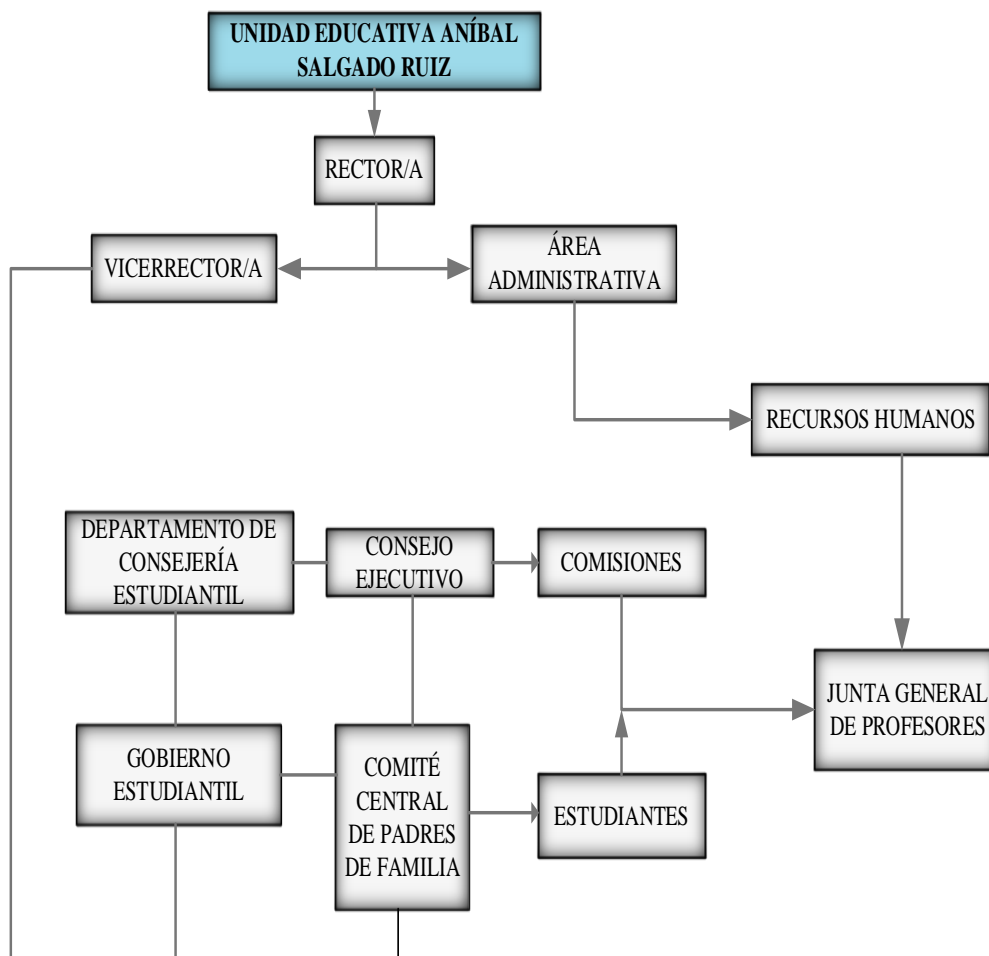 UNIDAD EDUCATIVA ANÍBAL
SALGADO RUIZ
RECTOR/A
VICERRECTOR/A
ÁREA
ADMINISTRATIVA
RECURSOS HUMANOS
DEPARTAMENTO DE
CONSEJERÍA
ESTUDIANTIL
CONSEJO
EJECUTIVO
COMISIONES
JUNTA GENERAL
DE PROFESORES
GOBIERNO
ESTUDIANTIL
COMITÉ
CENTRAL
DE PADRES
DE FAMILIA
ESTUDIANTES